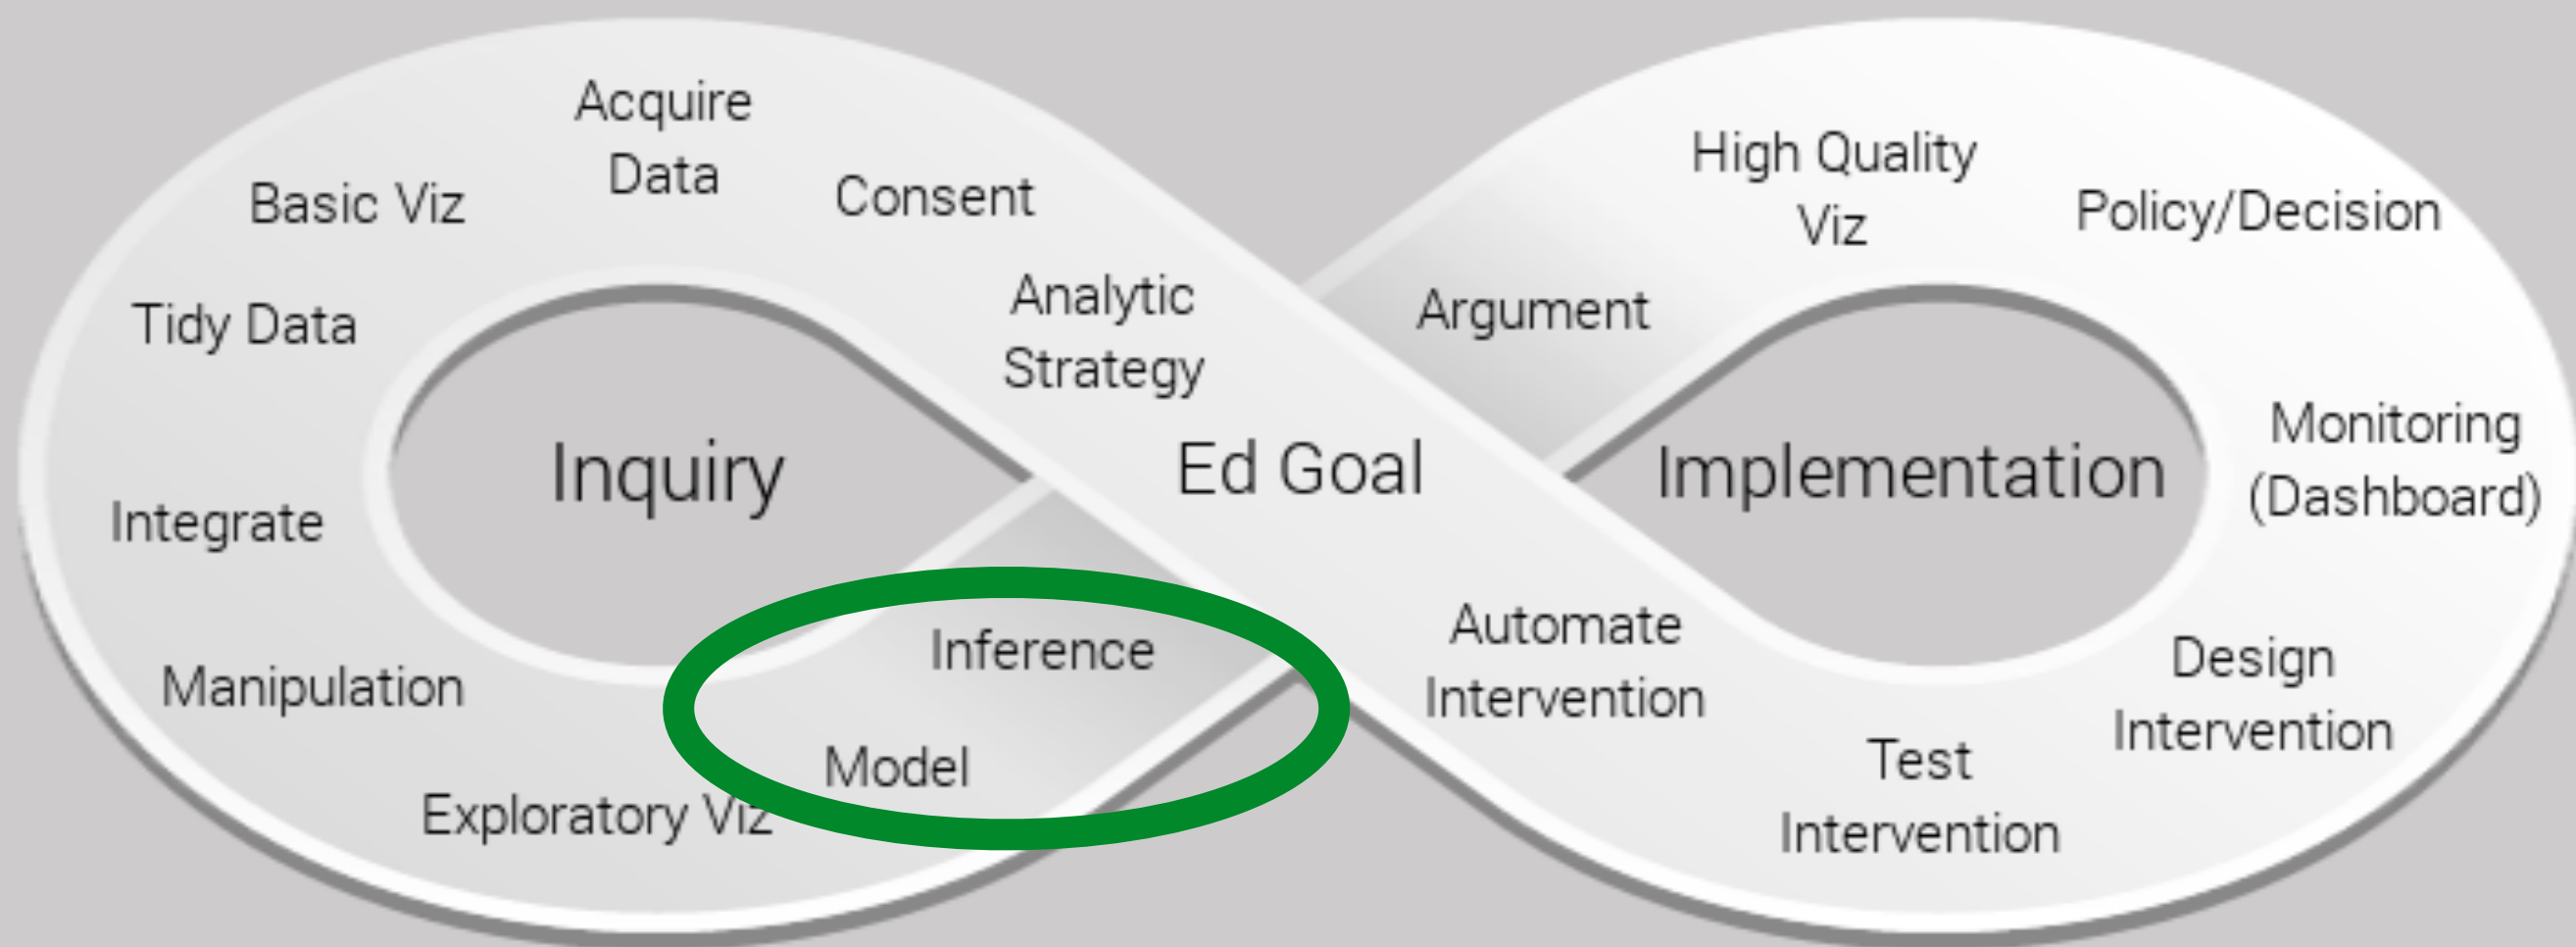 Acquire
Data
Consent
Basic Viz
Tidy Data
Analytic
Strategy
Inquiry
Integrate
Manipulation
Exploratory Viz
Model
Inference
Ed Goal
Argument
High Quality
Viz
Policy/Decision
Implementation
Monitoring
(Dashboard)
Design
Intervention
Test
Intervention
Automate
Intervention